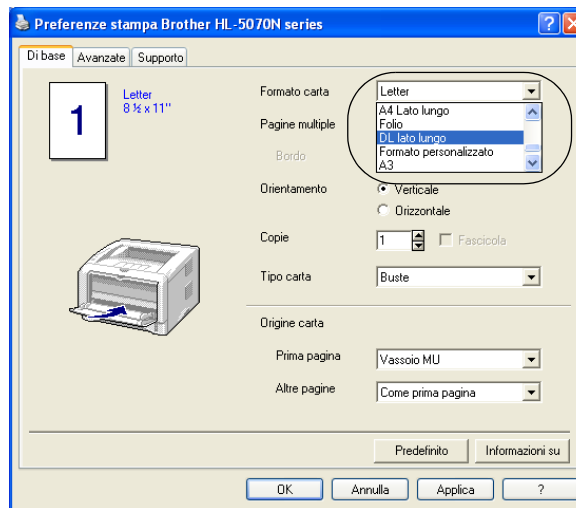 Preferenze stampa Brother HL-5070N series
Di base Avanzate Supporto
1
Letter
8 ½ x 11''
Formato carta Letter
A4 Lato lungo
Folio
DL lato lungo
Formato personalizzato
A3
Pagine multiple
Bordo
Orientamento Verticale
Orizzontale
Copie 1 Fascicola
Tipo carta Buste
Origine carta
Prima pagina Vassoio MU
Altre pagine Come prima pagina
Predefinito Informazioni su
OK Annulla Applica ?